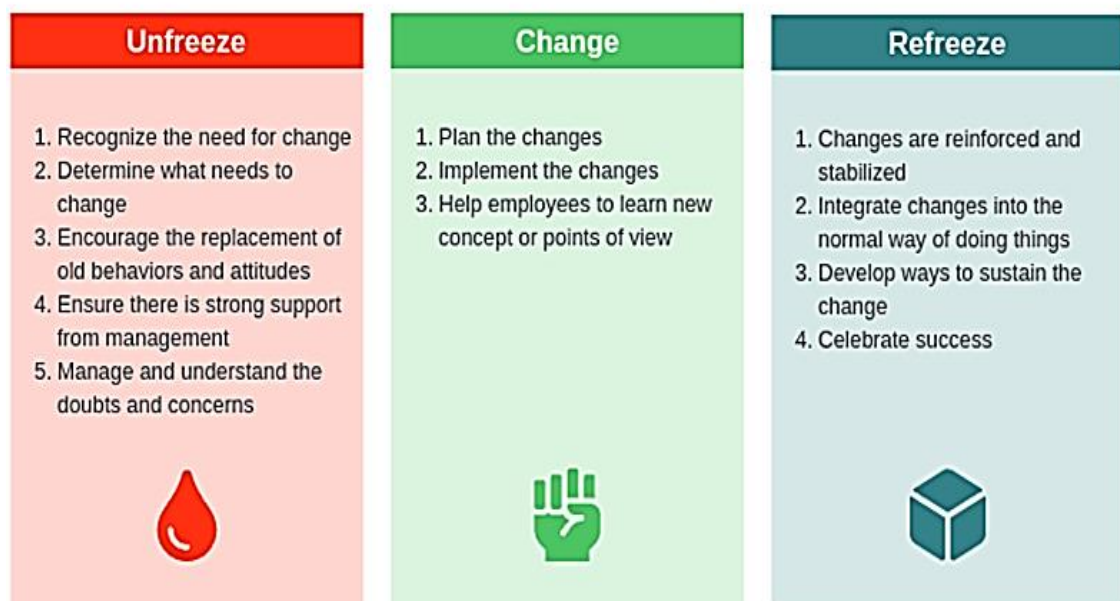 Unfreeze
1. Recognize the need for change
2. Determine what needs to
change
3. Encourage the replacement of
old behaviors and attitudes
4. Ensure there is strong support
from management
5. Manage and understand the
doubts and concerns
Change
1. Plan the changes
2. Implement the changes
3. Help employees to learn new
concept or points of view
Refreeze
1. Changes are reinforced and
stabilized
2. Integrate changes into the
normal way of doing things
3. Develop ways to sustain the
change
4. Celebrate success